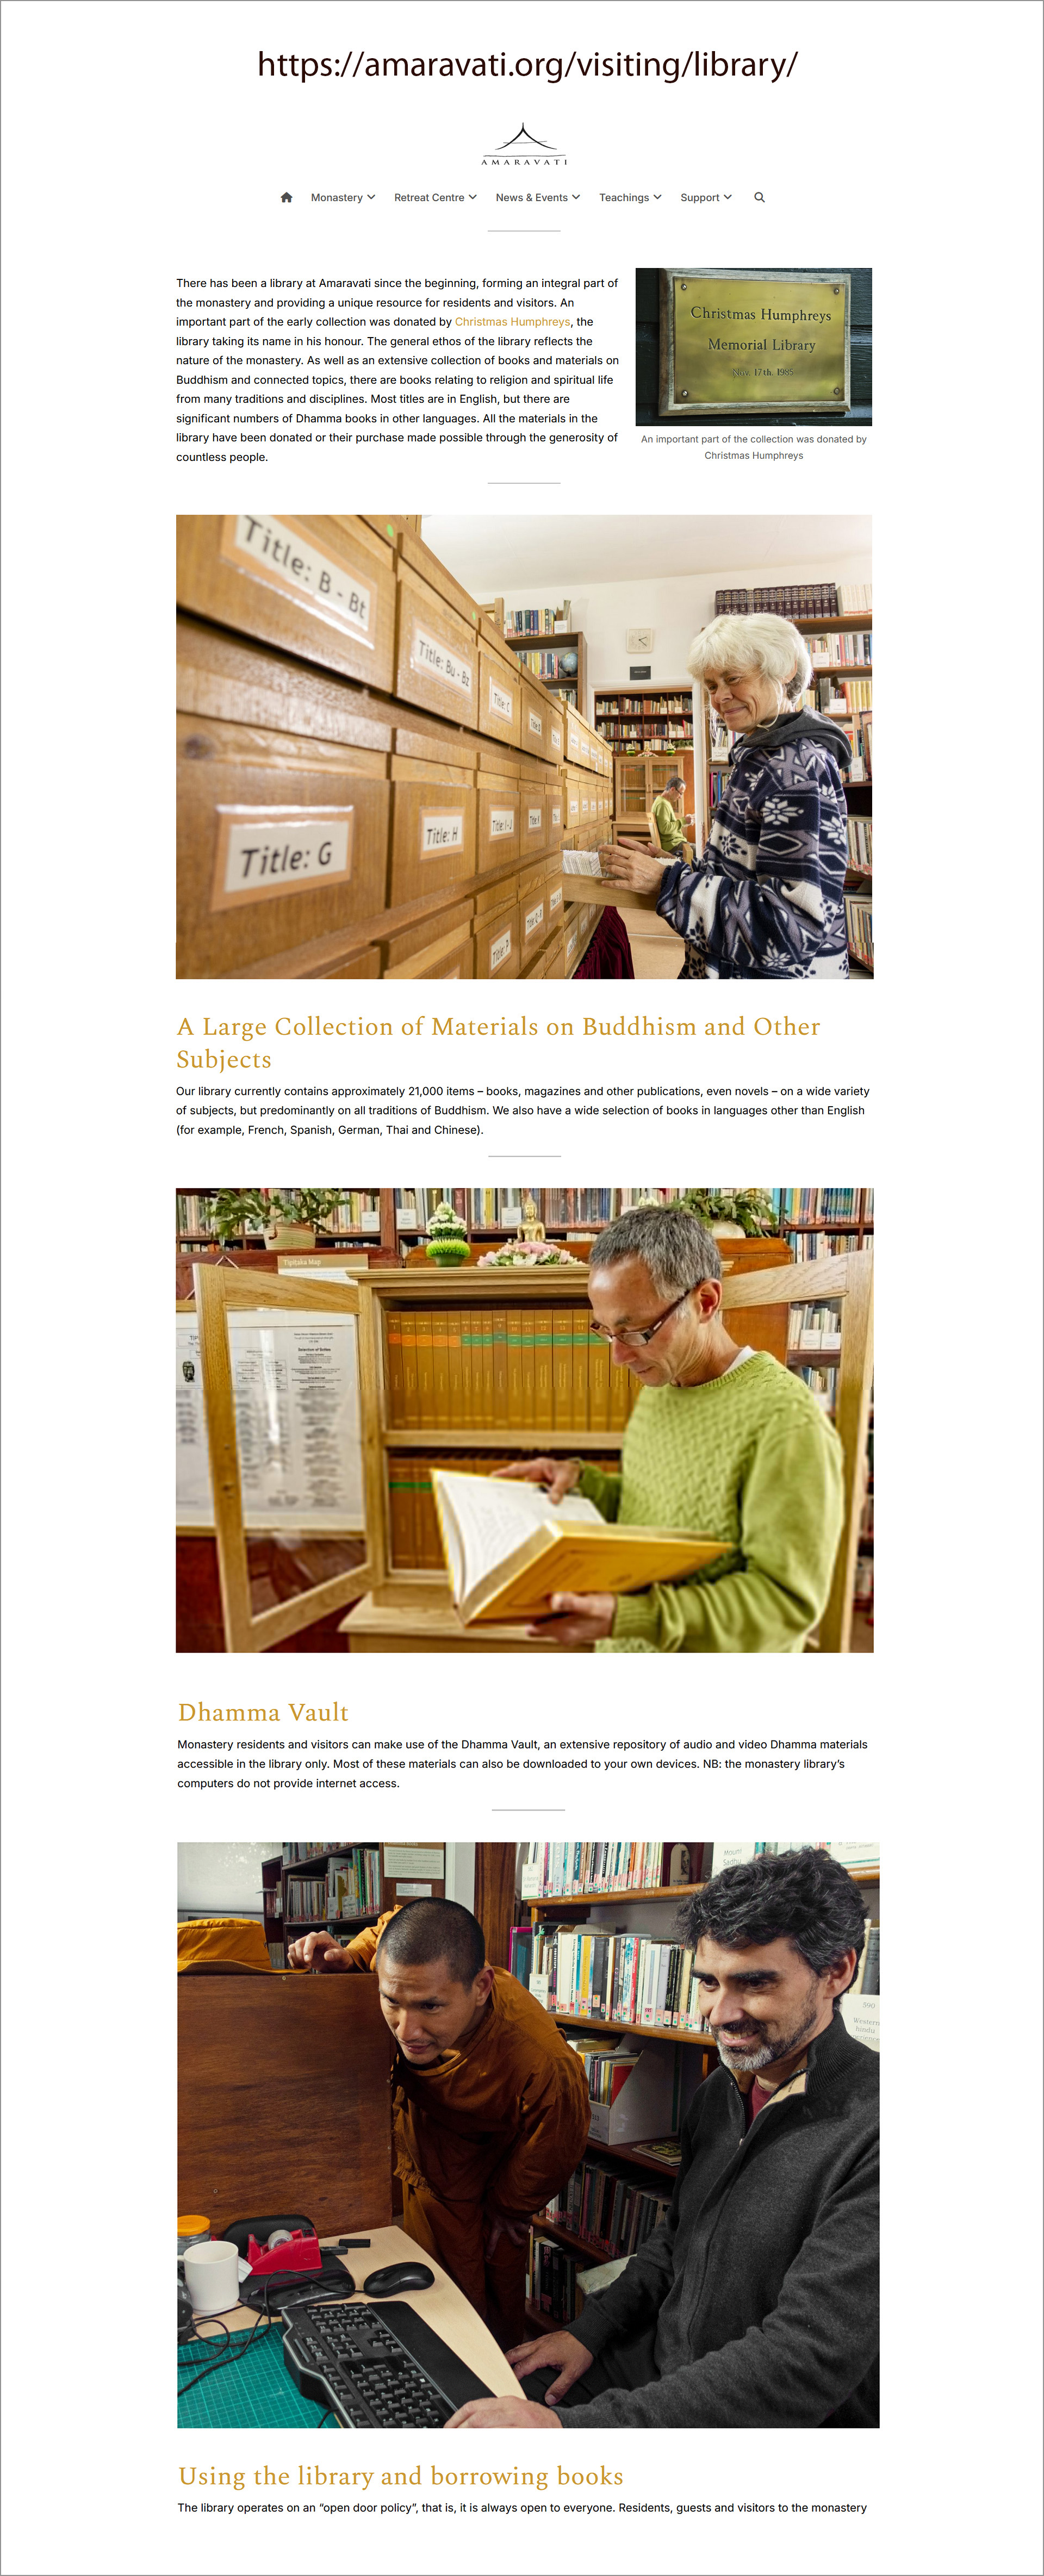 https://amaravati.org/visiting/library/
AMARAVATI
Monastery
Retreat Centre
News & Events
Teachings
Support
There has been a library at Amaravati since the beginning, forming an integral part of
the monastery and providing a unique resource for residents and visitors. An
important part of the early collection was donated by Christmas Humphreys, the
library taking its name in his honour. The general ethos of the library reflects the
nature of the monastery. As well as an extensive collection of books and materials on
Buddhism and connected topics, there are books relating to religion and spiritual life
from many traditions and disciplines. Most titles are in English, but there are
significant numbers of Dhamma books in other languages. All the materials in the
library have been donated or their purchase made possible through the generosity of
countless people.
Christmas Humphreys
Memorial Library
Nov. 17th. 1985
An important part of the collection was donated by
Christmas Humphreys
Title: B - Bt
Title: Bu - Bz
Title: C
Title: G
Title: H
Title: I-J
Title: K
Title: P
A Large Collection of Materials on Buddhism and Other
Subjects
Our library currently contains approximately 21,000 items – books, magazines and other publications, even novels – on a wide variety
of subjects, but predominantly on all traditions of Buddhism. We also have a wide selection of books in languages other than English
(for example, French, Spanish, German, Thai and Chinese).
Tipitaka Map
Selection of Suttas
Dhamma Vault
Monastery residents and visitors can make use of the Dhamma Vault, an extensive repository of audio and video Dhamma materials
accessible in the library only. Most of these materials can also be downloaded to your own devices. NB: the monastery library’s
computers do not provide internet access.
Mount
Sadhu
590
Western
hindu
Using the library and borrowing books
The library operates on an “open door policy”, that is, it is always open to everyone. Residents, guests and visitors to the monastery